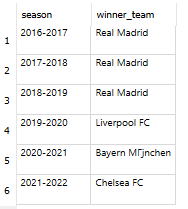 season winner_team
1 2016-2017 Real Madrid
2 2017-2018 Real Madrid
3 2018-2019 Real Madrid
4 2019-2020 Liverpool FC
5 2020-2021 Bayern MГјnchen
6 2021-2022 Chelsea FC